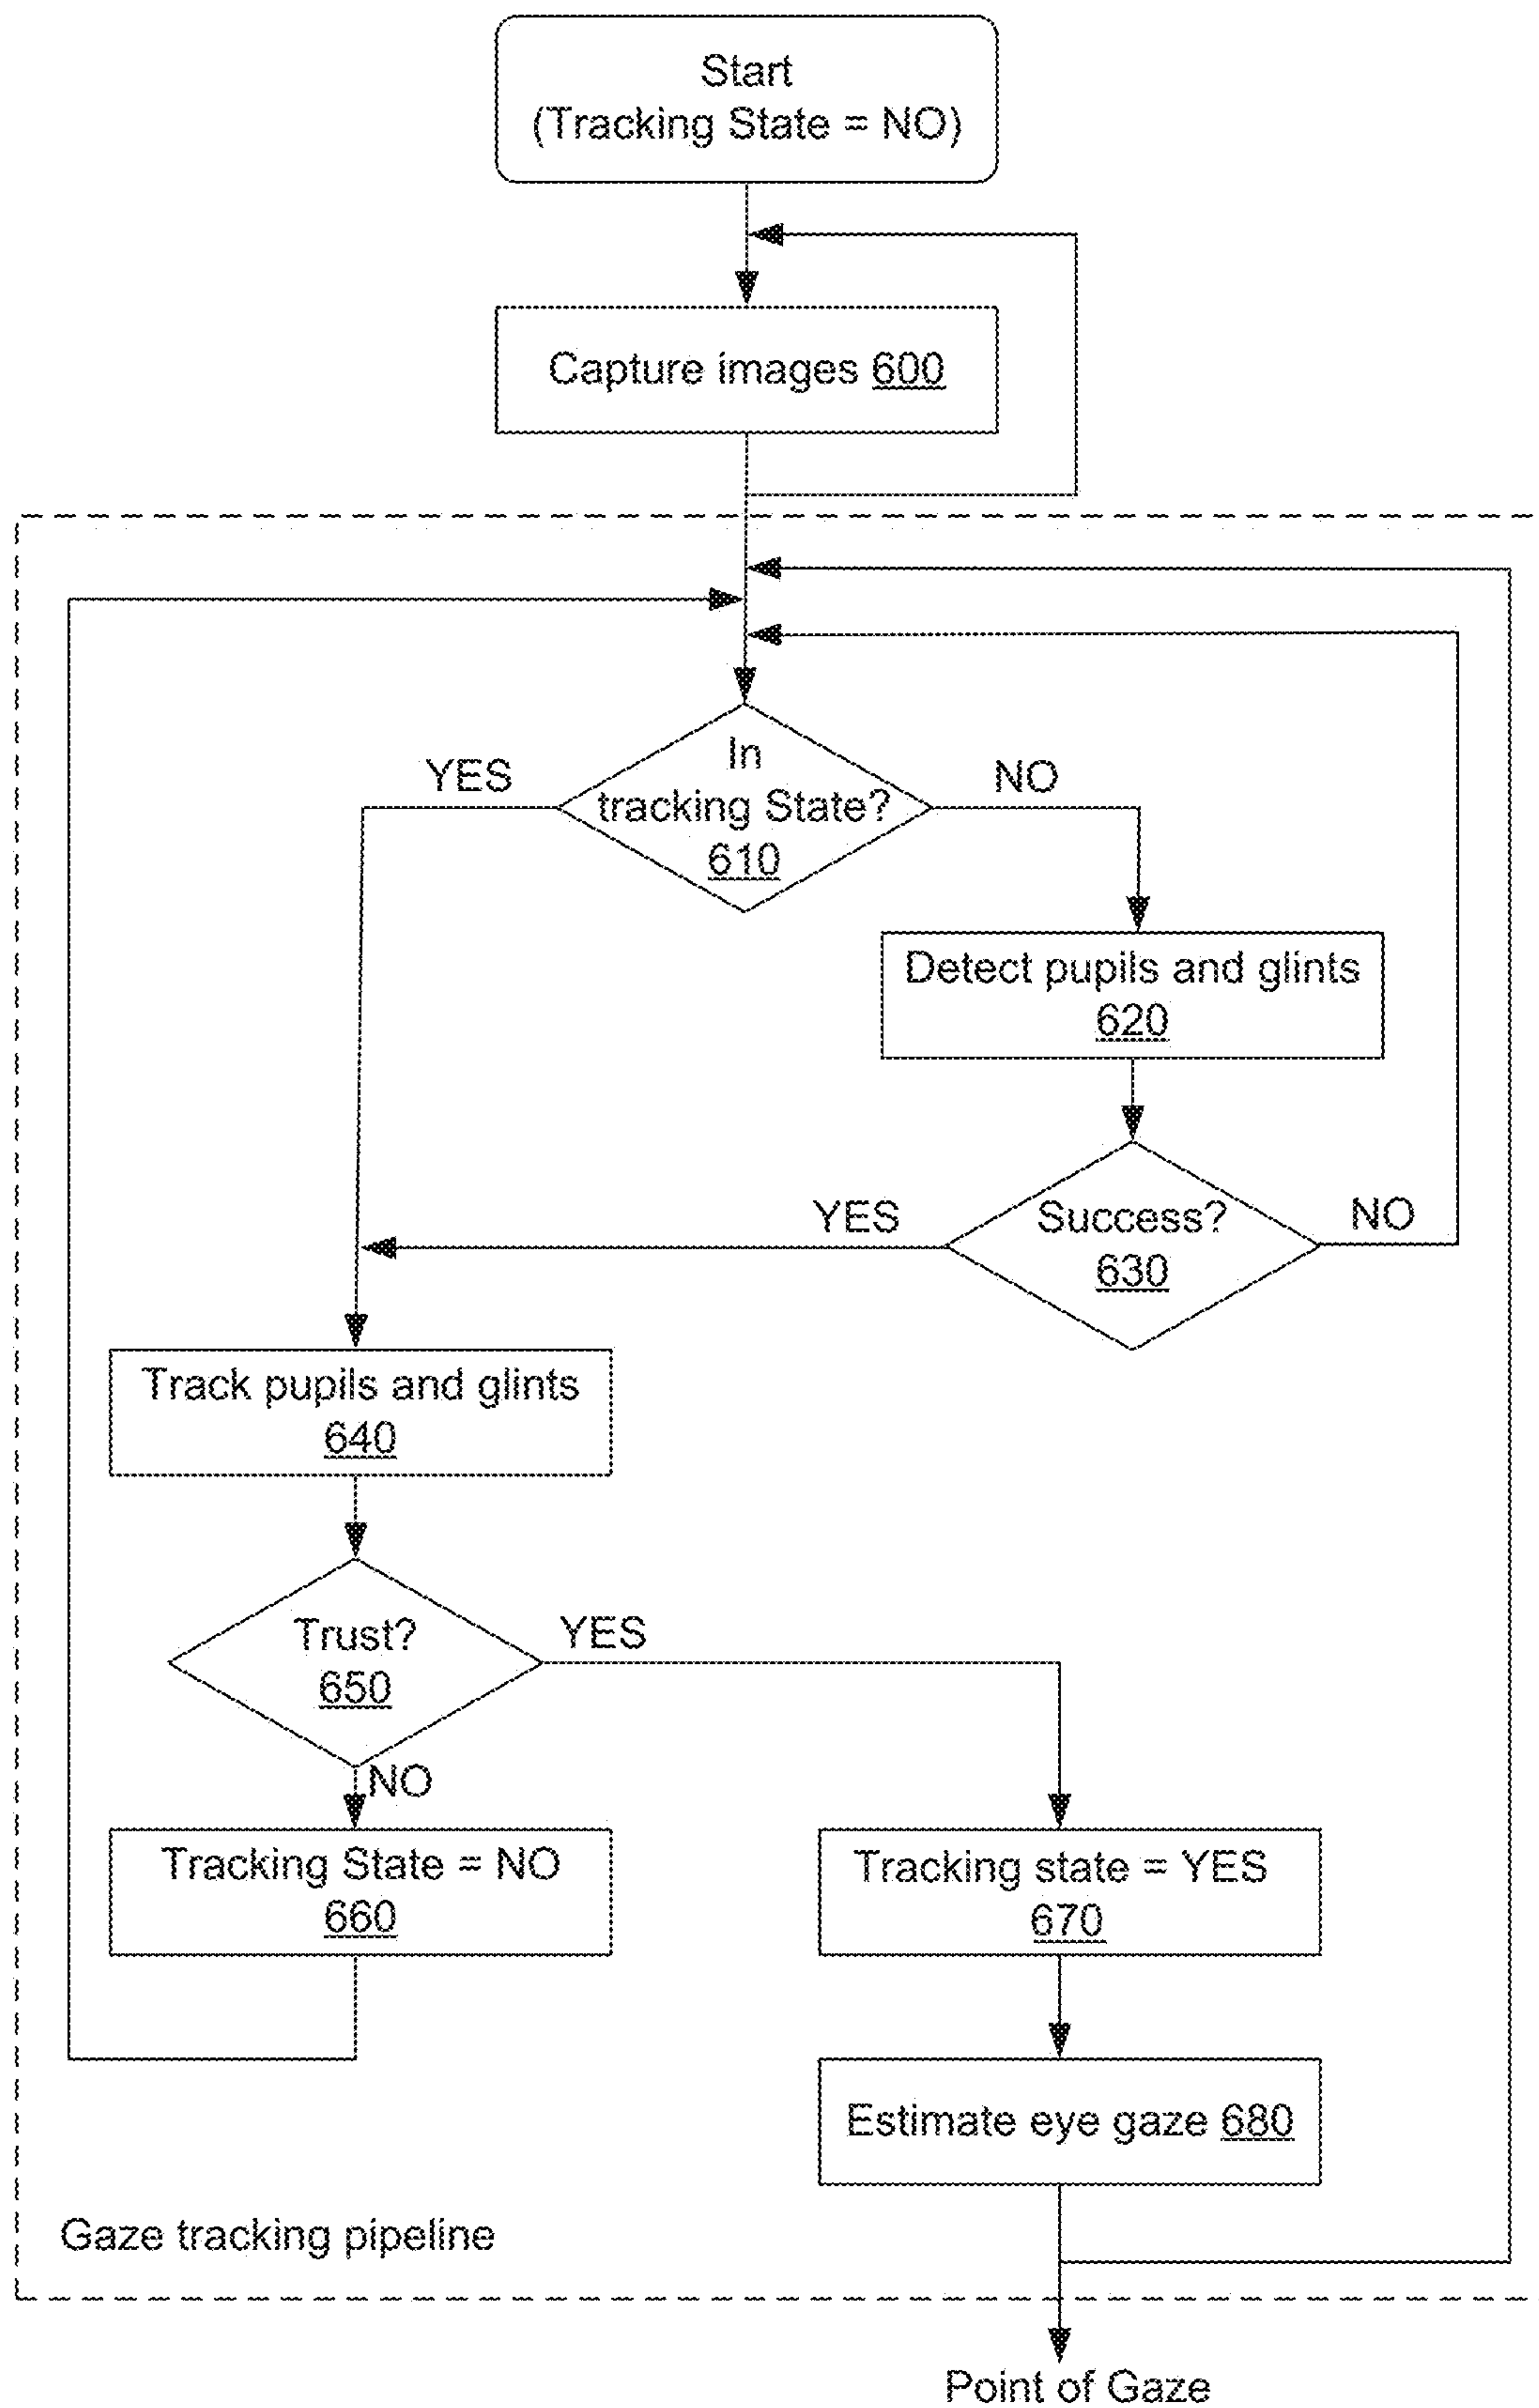 Start
(Tracking State = NO)
Capture images 600
YES
In
tracking State?
610
NO
Detect pupils and glints
620
YES
Success?
630
NO
Track pupils and glints
640
Trust?
650
YES
NO
Tracking State = NO
660
Tracking state = YES
670
Estimate eye gaze 680
Gaze tracking pipeline
Point of Gaze